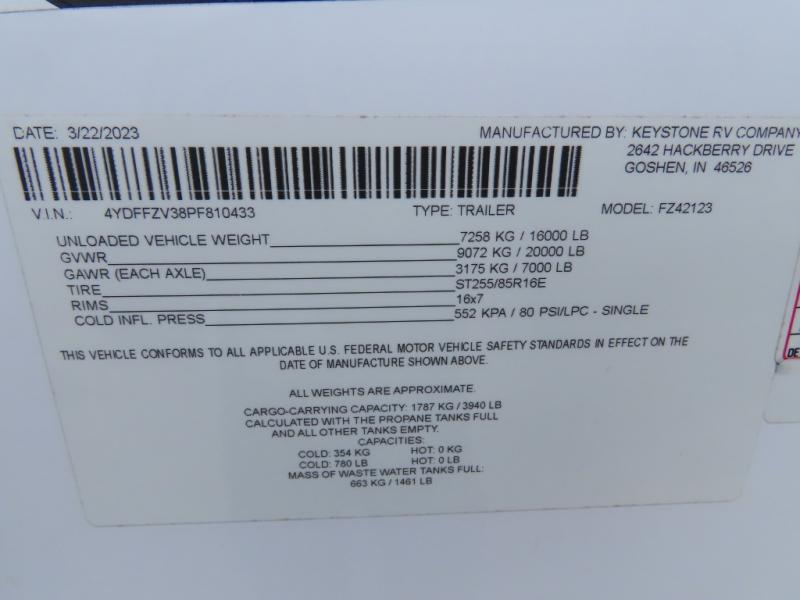 DATE: 3/22/2023
MANUFACTURED BY: KEYSTONE RV COMPANY
2642 HACKBERRY DRIVE
GOSHEN, IN 46526
V.I.N.: 4YDFFZV38PF810433 TYPE: TRAILER MODEL: FZ42123
UNLOADED VEHICLE WEIGHT 7258 KG / 16000 LB
GVWR 9072 KG / 20000 LB
GAWR (EACH AXLE) 3175 KG / 7000 LB
TIRE ST255/85R16E
RIMS 16x7
COLD INFL. PRESS 552 KPA / 80 PSI/LPC - SINGLE
THIS VEHICLE CONFORMS TO ALL APPLICABLE U.S. FEDERAL MOTOR VEHICLE SAFETY STANDARDS IN EFFECT ON THE
DATE OF MANUFACTURE SHOWN ABOVE.
ALL WEIGHTS ARE APPROXIMATE.
CARGO-CARRYING CAPACITY: 1787 KG / 3940 LB
CALCULATED WITH THE PROPANE TANKS FULL
AND ALL OTHER TANKS EMPTY.
CAPACITIES:
COLD: 354 KG HOT: 0 KG
COLD: 780 LB HOT: 0 LB
MASS OF WASTE WATER TANKS FULL:
663 KG / 1461 LB